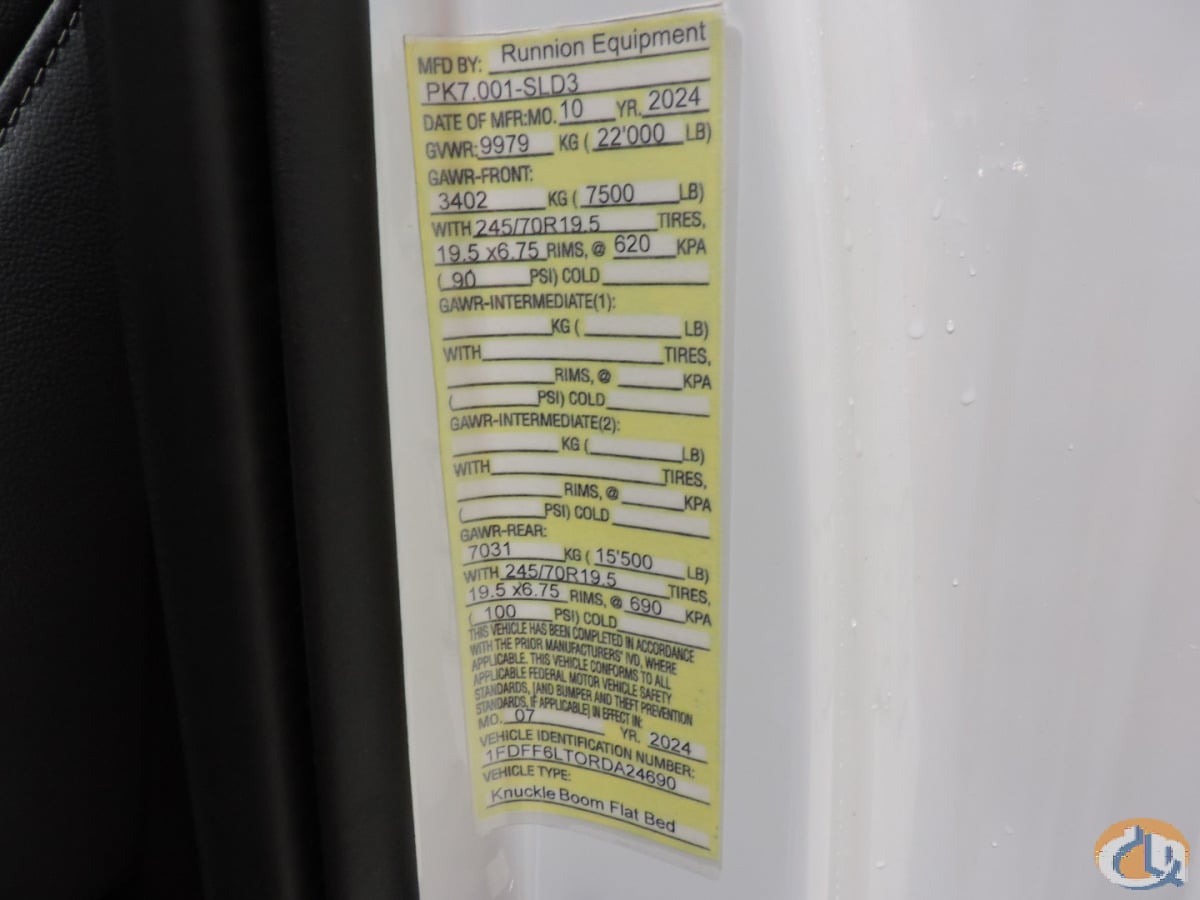 MFD BY: Runnion Equipment
PK7.001-SLD3
DATE OF MFR:MO. 10 YR. 2024
GVWR: 9979 KG ( 22'000 LB)
GAWR-FRONT:
3402 KG ( 7500 LB)
WITH 245/70R19.5 TIRES,
19.5 x6.75 RIMS, @ 620 KPA
( 90 PSI) COLD
GAWR-INTERMEDIATE(1):
KG ( LB)
WITH TIRES,
RIMS, @ KPA
( PSI) COLD
GAWR-INTERMEDIATE(2):
KG ( LB)
WITH TIRES,
RIMS, @ KPA
( PSI) COLD
GAWR-REAR:
7031 KG ( 15'500 LB)
WITH 245/70R19.5 TIRES,
19.5 x6.75 RIMS, @ 690 KPA
( 100 PSI) COLD
THIS VEHICLE HAS BEEN COMPLETED IN ACCORDANCE
WITH THE PRIOR MANUFACTURERS' IVD, WHERE
APPLICABLE. THIS VEHICLE CONFORMS TO ALL
APPLICABLE FEDERAL MOTOR VEHICLE SAFETY
STANDARDS, [AND BUMPER AND THEFT PREVENTION
STANDARDS, IF APPLICABLE] IN EFFECT IN:
MO. 07 YR. 2024
VEHICLE IDENTIFICATION NUMBER:
1FDFF6LTORDA24690
VEHICLE TYPE:
Knuckle Boom Flat Bed